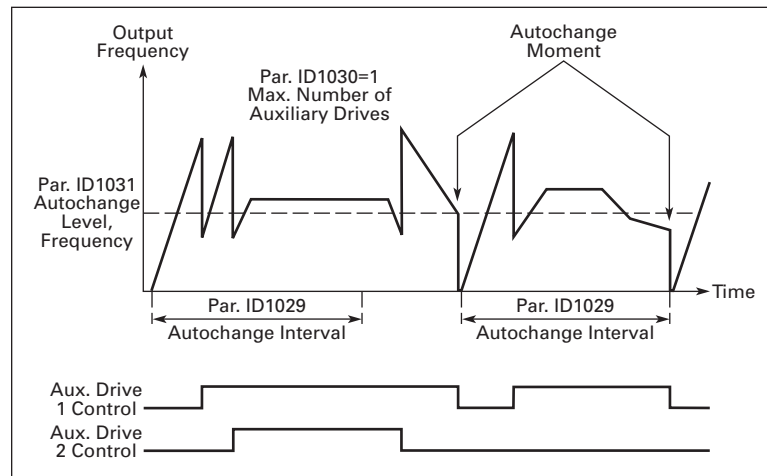 Output
Frequency
Autochange
Moment
Par. ID1030=1
Max. Number of
Auxiliary Drives
Par. ID1031
Autochange
Level,
Frequency
Time
Par. ID1029
Autochange Interval
Par. ID1029
Autochange Interval
Aux. Drive
1 Control
Aux. Drive
2 Control